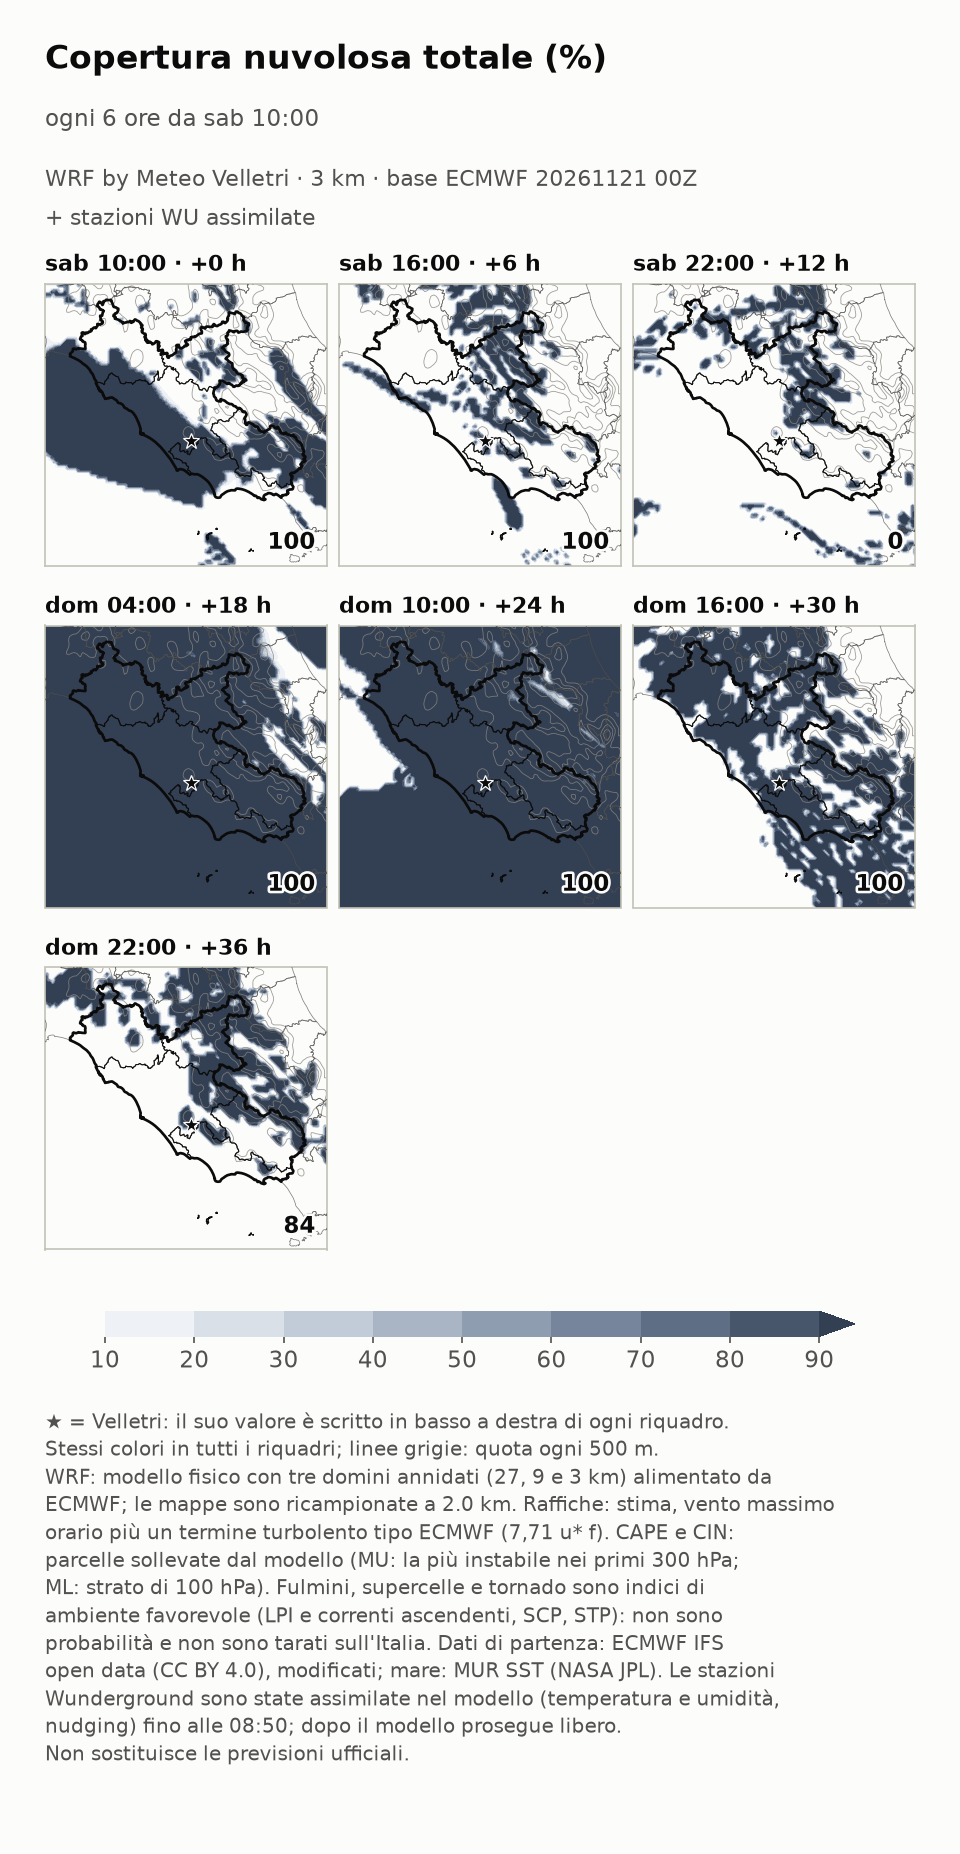 Copertura nuvolosa totale (%)
ogni 6 ore da sab 10:00
WRF by Meteo Velletri · 3 km · base ECMWF 20261121 00Z
+ stazioni WU assimilate
sab 10:00 · +0 h
sab 16:00 · +6 h
sab 22:00 · +12 h
100
100
0
dom 04:00 · +18 h
dom 10:00 · +24 h
dom 16:00 · +30 h
100
100
100
dom 22:00 · +36 h
84
10 20 30 40 50 60 70 80 90
★ = Velletri: il suo valore è scritto in basso a destra di ogni riquadro.
Stessi colori in tutti i riquadri; linee grigie: quota ogni 500 m.
WRF: modello fisico con tre domini annidati (27, 9 e 3 km) alimentato da
ECMWF; le mappe sono ricampionate a 2.0 km. Raffiche: stima, vento massimo
orario più un termine turbolento tipo ECMWF (7,71 u* f). CAPE e CIN:
parcelle sollevate dal modello (MU: la più instabile nei primi 300 hPa;
ML: strato di 100 hPa). Fulmini, supercelle e tornado sono indici di
ambiente favorevole (LPI e correnti ascendenti, SCP, STP): non sono
probabilità e non sono tarati sull'Italia. Dati di partenza: ECMWF IFS
open data (CC BY 4.0), modificati; mare: MUR SST (NASA JPL). Le stazioni
Wunderground sono state assimilate nel modello (temperatura e umidità,
nudging) fino alle 08:50; dopo il modello prosegue libero.
Non sostituisce le previsioni ufficiali.